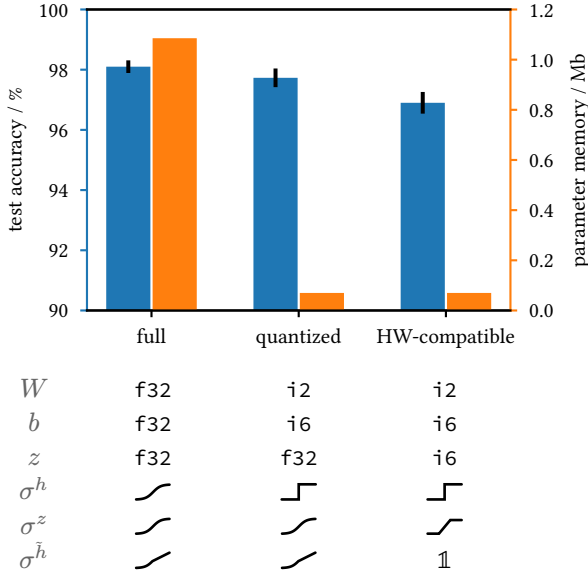 100
98
96
94
92
90
test accuracy / %
1.2
1.0
0.8
0.6
0.4
0.2
0.0
parameter memory / Mb
full quantized HW-compatible
W f32 i2 i2
b f32 i6 i6
z f32 f32 i6
σ^h
σ^z
σ^h̃ 𝟙